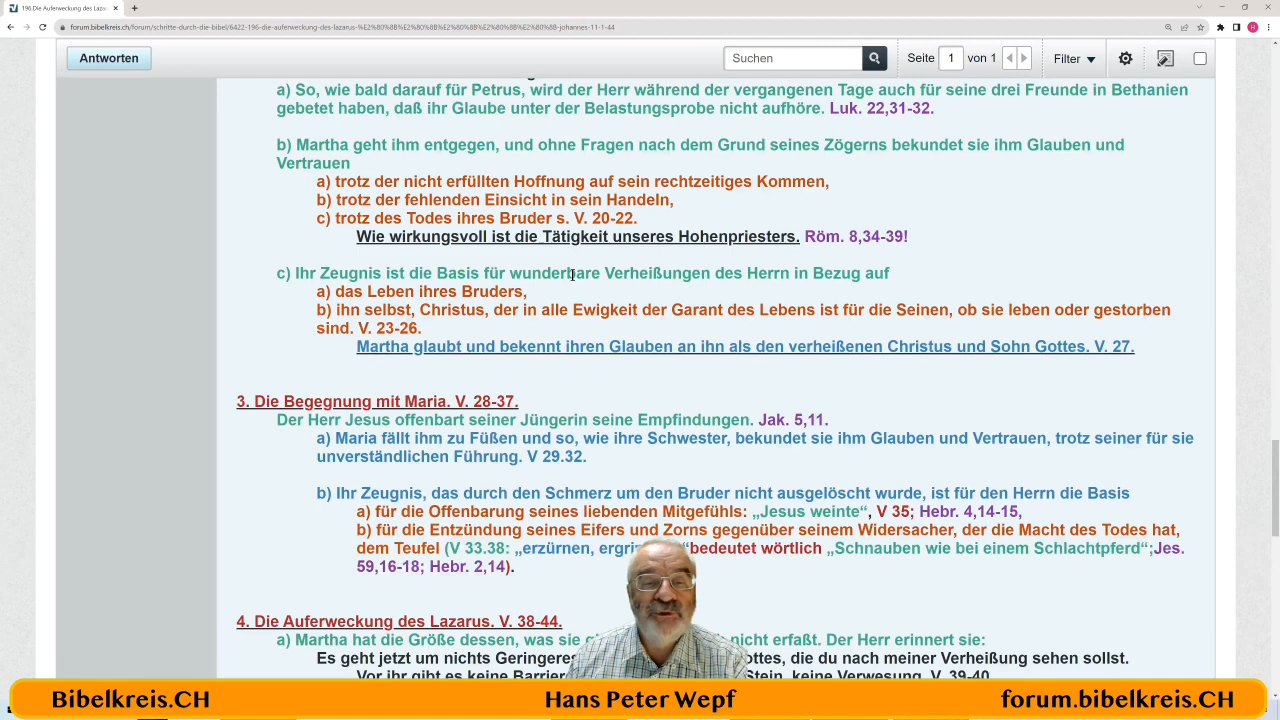 196.Die Auferweckung des Laza
forum.bibelkreis.ch/forum/schritte-durch-die-bibel/6422-196-die-auferweckung-des-lazarus-%E2%80%8B%E2%80%8B%E2%80%8B%E2%80%8B%E2%80%8B%E2%80%8B-johannes-11-1-44
Antworten
Suchen
Seite 1 von 1
Filter
a) So, wie bald darauf für Petrus, wird der Herr während der vergangenen Tage auch für seine drei Freunde in Bethanien
gebetet haben, daß ihr Glaube unter der Belastungsprobe nicht aufhöre. Luk. 22,31-32.
b) Martha geht ihm entgegen, und ohne Fragen nach dem Grund seines Zögerns bekundet sie ihm Glauben und
Vertrauen
a) trotz der nicht erfüllten Hoffnung auf sein rechtzeitiges Kommen,
b) trotz der fehlenden Einsicht in sein Handeln,
c) trotz des Todes ihres Bruder s. V. 20-22.
Wie wirkungsvoll ist die Tätigkeit unseres Hohenpriesters. Röm. 8,34-39!
c) Ihr Zeugnis ist die Basis für wunderbare Verheißungen des Herrn in Bezug auf
a) das Leben ihres Bruders,
b) ihn selbst, Christus, der in alle Ewigkeit der Garant des Lebens ist für die Seinen, ob sie leben oder gestorben
sind. V. 23-26.
Martha glaubt und bekennt ihren Glauben an ihn als den verheißenen Christus und Sohn Gottes. V. 27.
3. Die Begegnung mit Maria. V. 28-37.
Der Herr Jesus offenbart seiner Jüngerin seine Empfindungen. Jak. 5,11.
a) Maria fällt ihm zu Füßen und so, wie ihre Schwester, bekundet sie ihm Glauben und Vertrauen, trotz seiner für sie
unverständlichen Führung. V 29.32.
b) Ihr Zeugnis, das durch den Schmerz um den Bruder nicht ausgelöscht wurde, ist für den Herrn die Basis
a) für die Offenbarung seines liebenden Mitgefühls: „Jesus weinte“, V 35; Hebr. 4,14-15,
b) für die Entzündung seines Eifers und Zorns gegenüber seinem Widersacher, der die Macht des Todes hat,
dem Teufel (V 33.38: „erzürnen, bedeutet wörtlich „Schnauben wie bei einem Schlachtpferd“;Jes.
59,16-18; Hebr. 2,14).
4. Die Auferweckung des Lazarus. V. 38-44.
a) Martha hat die Größe dessen, was sie nicht erfaßt. Der Herr erinnert sie:
Es geht jetzt um nichts die du nach meiner Verheißung sehen sollst.
Vor ihr gibt es keine Stein, keine Verwesung. V. 39-40.
Bibelkreis.CH
Hans Peter Wepf
forum.bibelkreis.CH